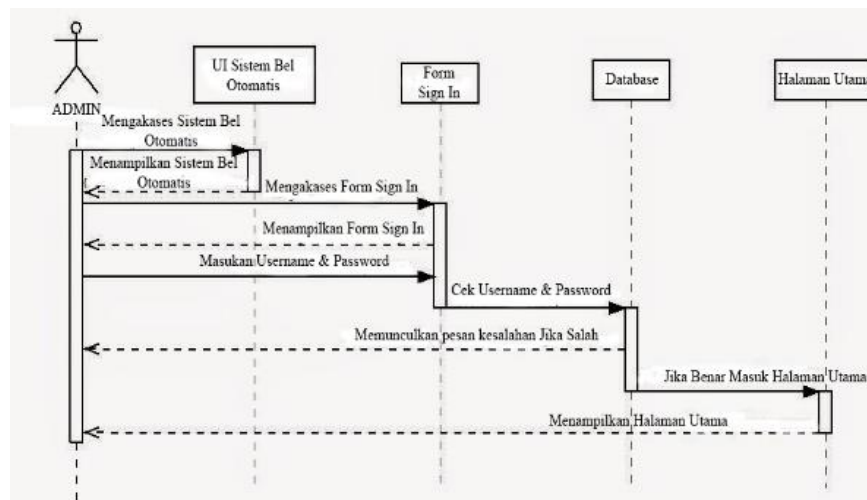 UI Sistem Bel
Otomatis
Form
Sign In
Database
Halaman Utama
ADMIN
Mengakases Sistem Bel
Otomatis
Menampilkan Sistem Bel
Otomatis
Mengakases Form Sign In
Menampilkan Form Sign In
Masukan Username & Password
Cek Username & Password
Memunculkan pesan kesalahan Jika Salah
Jika Benar Masuk Halaman Utama
Menampilkan Halaman Utama